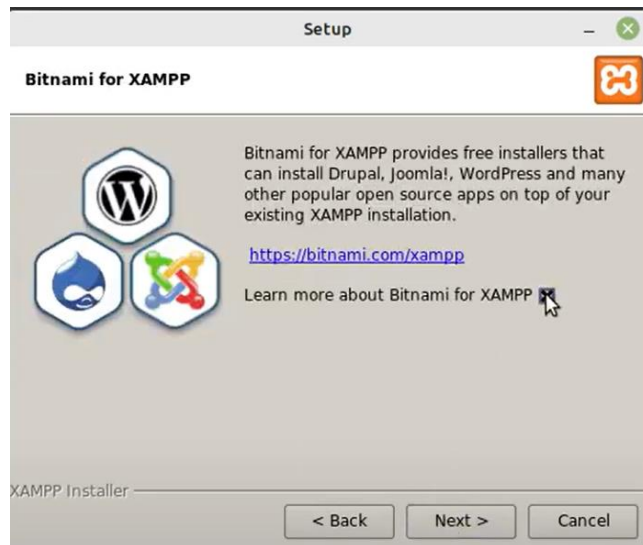 Setup
Bitnami for XAMPP
Bitnami for XAMPP provides free installers that
can install Drupal, Joomla!, WordPress and many
other popular open source apps on top of your
existing XAMPP installation.
https://bitnami.com/xampp
Learn more about Bitnami for XAMPP
XAMPP Installer
< Back Next > Cancel